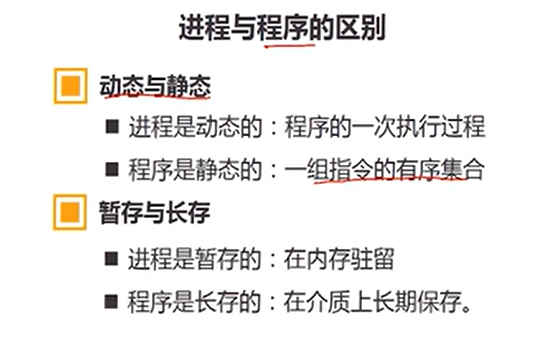 进程与程序的区别
动态与静态
进程是动态的：程序的一次执行过程
程序是静态的：一组指令的有序集合
暂存与长存
进程是暂存的：在内存驻留
程序是长存的：在介质上长期保存。